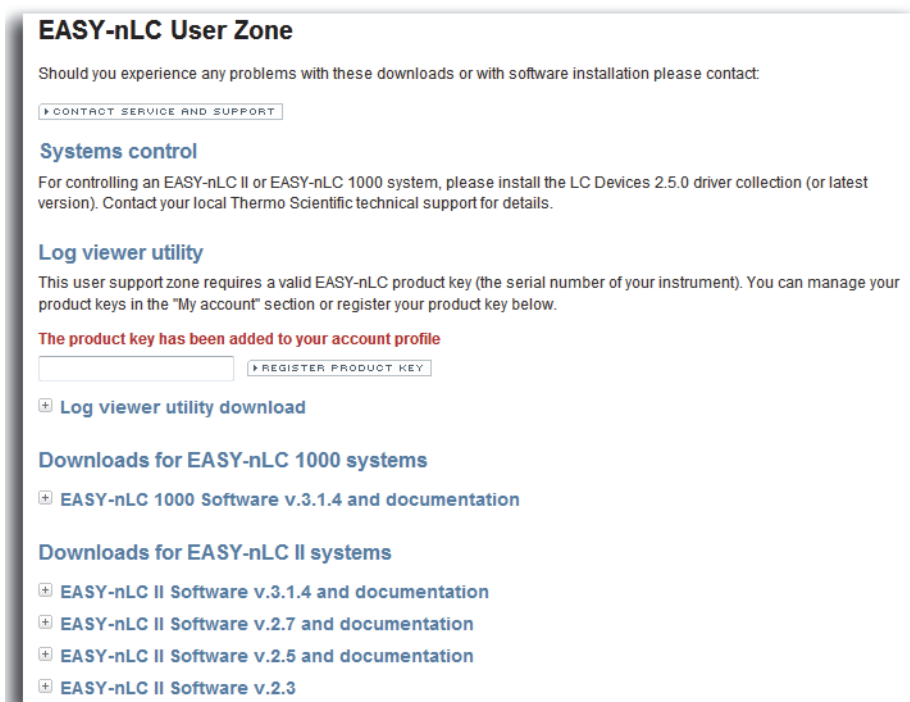 EASY-nLC User Zone
Should you experience any problems with these downloads or with software installation please contact:
CONTACT SERVICE AND SUPPORT
Systems control
For controlling an EASY-nLC II or EASY-nLC 1000 system, please install the LC Devices 2.5.0 driver collection (or latest
version). Contact your local Thermo Scientific technical support for details.
Log viewer utility
This user support zone requires a valid EASY-nLC product key (the serial number of your instrument). You can manage your
product keys in the "My account" section or register your product key below.
The product key has been added to your account profile
REGISTER PRODUCT KEY
Log viewer utility download
Downloads for EASY-nLC 1000 systems
EASY-nLC 1000 Software v.3.1.4 and documentation
Downloads for EASY-nLC II systems
EASY-nLC II Software v.3.1.4 and documentation
EASY-nLC II Software v.2.7 and documentation
EASY-nLC II Software v.2.5 and documentation
EASY-nLC II Software v.2.3